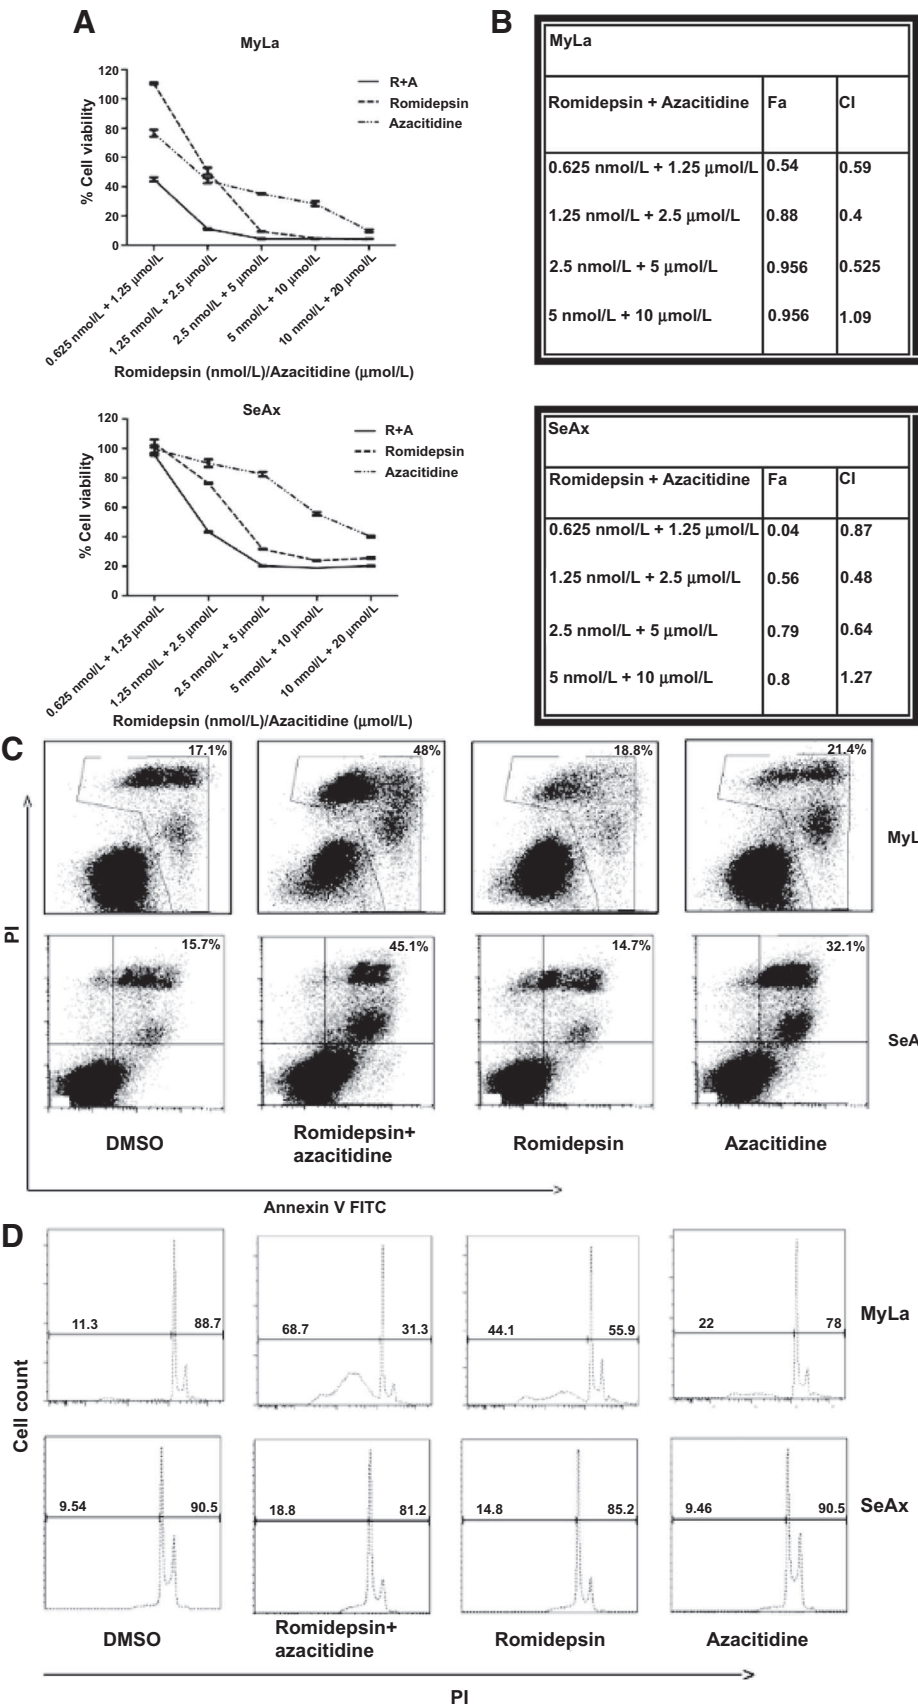 A
MyLa
120
100
80
60
40
20
0
% Cell viability
R+A
Romidepsin
Azacitidine
0.625 nmol/L + 1.25 μmol/L
1.25 nmol/L + 2.5 μmol/L
2.5 nmol/L + 5 μmol/L
5 nmol/L + 10 μmol/L
10 nmol/L + 20 μmol/L
Romidepsin (nmol/L)/Azacitidine (μmol/L)
SeAx
120
100
80
60
40
20
0
% Cell viability
R+A
Romidepsin
Azacitidine
0.625 nmol/L + 1.25 μmol/L
1.25 nmol/L + 2.5 μmol/L
2.5 nmol/L + 5 μmol/L
5 nmol/L + 10 μmol/L
10 nmol/L + 20 μmol/L
Romidepsin (nmol/L)/Azacitidine (μmol/L)
B
MyLa
Romidepsin + Azacitidine Fa CI
0.625 nmol/L + 1.25 μmol/L 0.54 0.59
1.25 nmol/L + 2.5 μmol/L 0.88 0.4
2.5 nmol/L + 5 μmol/L 0.956 0.525
5 nmol/L + 10 μmol/L 0.956 1.09
SeAx
Romidepsin + Azacitidine Fa CI
0.625 nmol/L + 1.25 μmol/L 0.04 0.87
1.25 nmol/L + 2.5 μmol/L 0.56 0.48
2.5 nmol/L + 5 μmol/L 0.79 0.64
5 nmol/L + 10 μmol/L 0.8 1.27
C
17.1% 48% 18.8% 21.4%
MyL
PI
15.7% 45.1% 14.7% 32.1%
SeA
DMSO
Romidepsin+
azacitidine
Romidepsin
Azacitidine
Annexin V FITC
D
11.3 88.7 68.7 31.3 44.1 55.9 22 78
MyLa
Cell count
9.54 90.5 18.8 81.2 14.8 85.2 9.46 90.5
SeAx
DMSO
Romidepsin+
azacitidine
Romidepsin
Azacitidine
PI